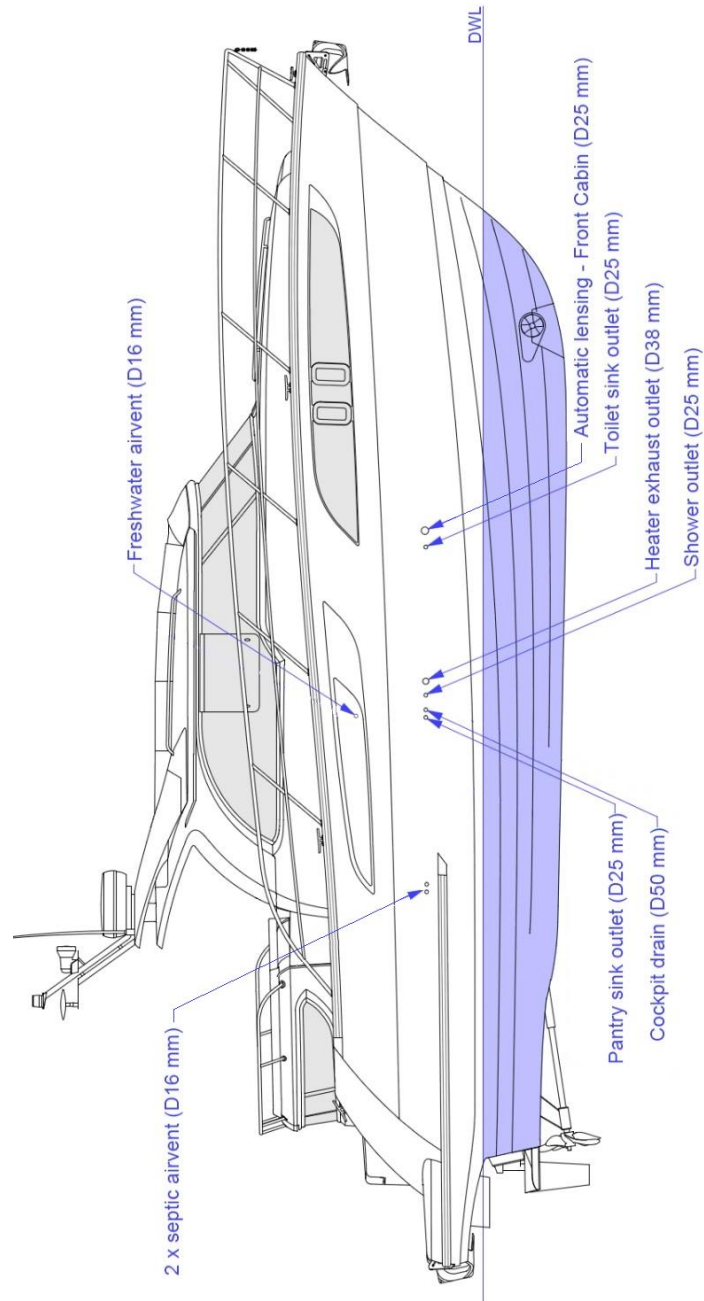 DWL
Freshwater airvent (D16 mm)
2 x septic airvent (D16 mm)
Automatic lensing - Front Cabin (D25 mm)
Toilet sink outlet (D25 mm)
Heater exhaust outlet (D38 mm)
Shower outlet (D25 mm)
Pantry sink outlet (D25 mm)
Cockpit drain (D50 mm)